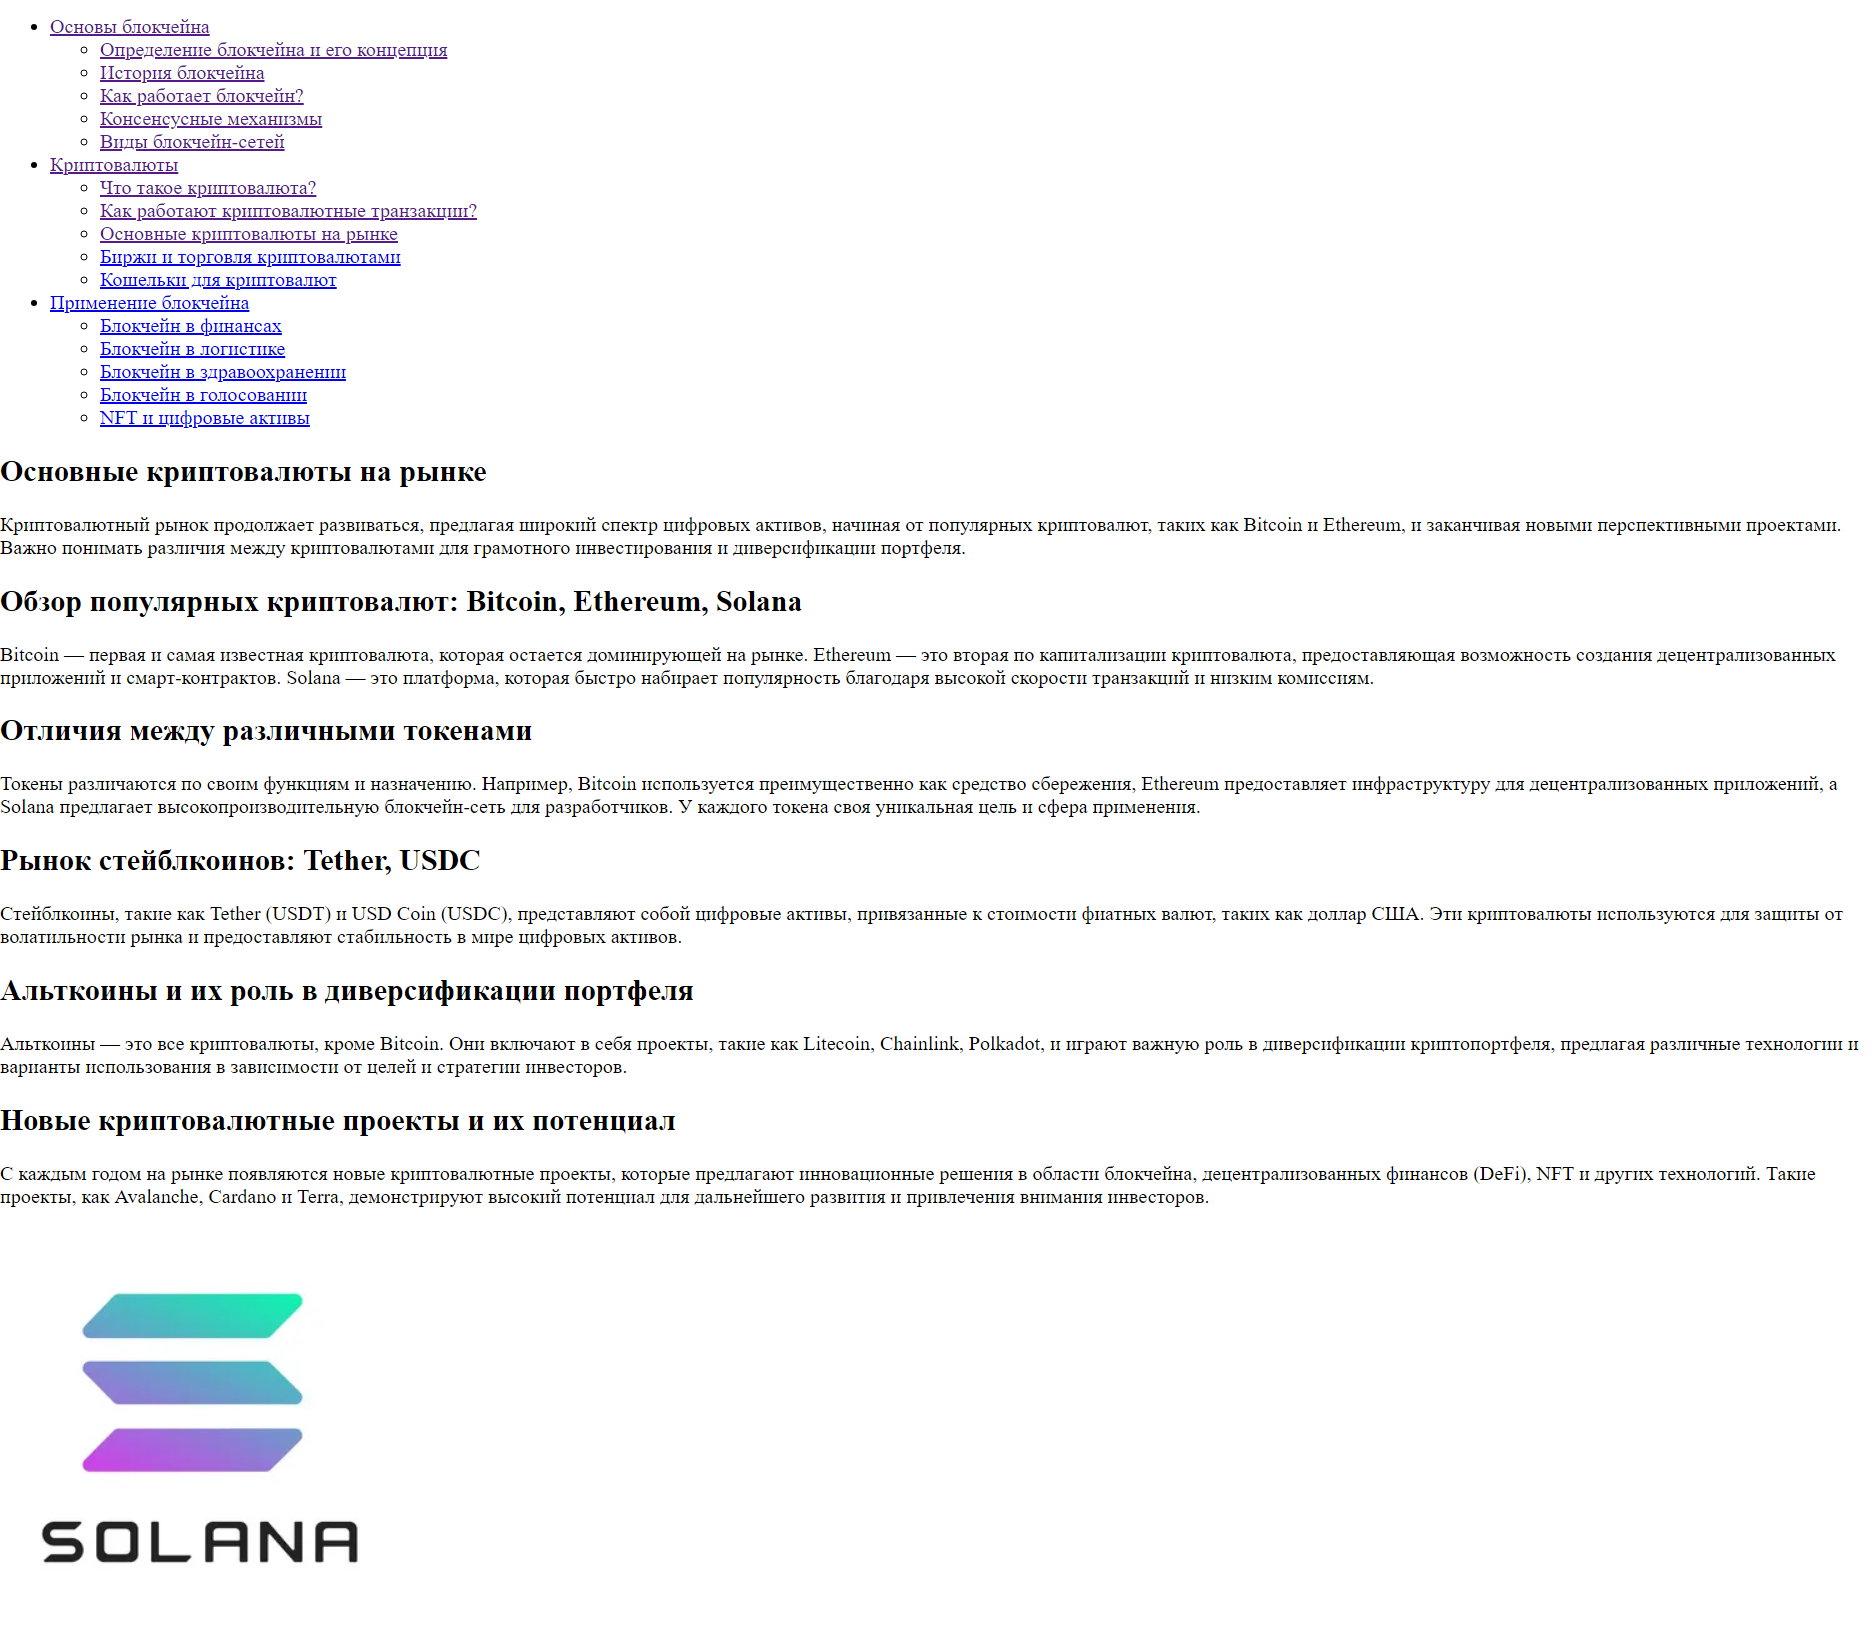 Основы блокчейна
Определение блокчейна и его концепция
История блокчейна
Как работает блокчейн?
Консенсусные механизмы
Виды блокчейн-сетей
Криптовалюты
Что такое криптовалюта?
Как работают криптовалютные транзакции?
Основные криптовалюты на рынке
Биржи и торговля криптовалютами
Кошельки для криптовалют
Применение блокчейна
Блокчейн в финансах
Блокчейн в логистике
Блокчейн в здравоохранении
Блокчейн в голосовании
NFT и цифровые активы
Основные криптовалюты на рынке
Криптовалютный рынок продолжает развиваться, предлагая широкий спектр цифровых активов, начиная от популярных криптовалют, таких как Bitcoin и Ethereum, и заканчивая новыми перспективными проектами.
Важно понимать различия между криптовалютами для грамотного инвестирования и диверсификации портфеля.
Обзор популярных криптовалют: Bitcoin, Ethereum, Solana
Bitcoin — первая и самая известная криптовалюта, которая остается доминирующей на рынке. Ethereum — это вторая по капитализации криптовалюта, предоставляющая возможность создания децентрализованных
приложений и смарт-контрактов. Solana — это платформа, которая быстро набирает популярность благодаря высокой скорости транзакций и низким комиссиям.
Отличия между различными токенами
Токены различаются по своим функциям и назначению. Например, Bitcoin используется преимущественно как средство сбережения, Ethereum предоставляет инфраструктуру для децентрализованных приложений, а
Solana предлагает высокопроизводительную блокчейн-сеть для разработчиков. У каждого токена своя уникальная цель и сфера применения.
Рынок стейблкоинов: Tether, USDC
Стейблкоины, такие как Tether (USDT) и USD Coin (USDC), представляют собой цифровые активы, привязанные к стоимости фиатных валют, таких как доллар США. Эти криптовалюты используются для защиты от
волатильности рынка и предоставляют стабильность в мире цифровых активов.
Альткоины и их роль в диверсификации портфеля
Альткоины — это все криптовалюты, кроме Bitcoin. Они включают в себя проекты, такие как Litecoin, Chainlink, Polkadot, и играют важную роль в диверсификации криптопортфеля, предлагая различные технологии и
варианты использования в зависимости от целей и стратегии инвесторов.
Новые криптовалютные проекты и их потенциал
С каждым годом на рынке появляются новые криптовалютные проекты, которые предлагают инновационные решения в области блокчейна, децентрализованных финансов (DeFi), NFT и других технологий. Такие
проекты, как Avalanche, Cardano и Terra, демонстрируют высокий потенциал для дальнейшего развития и привлечения внимания инвесторов.
SOLANA